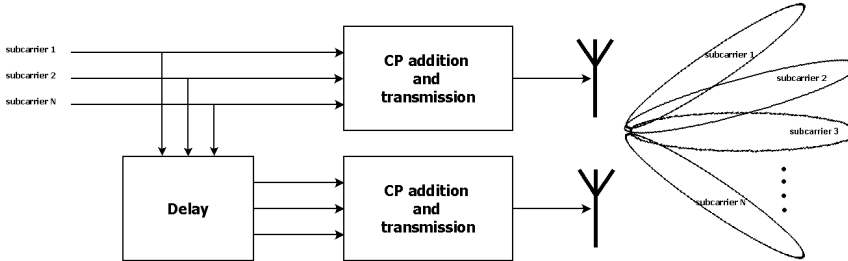 subcarrier 1
subcarrier 2
subcarrier N
CP addition
and
transmission
Delay
CP addition
and
transmission
subcarrier 1
subcarrier 2
subcarrier 3
subcarrier N